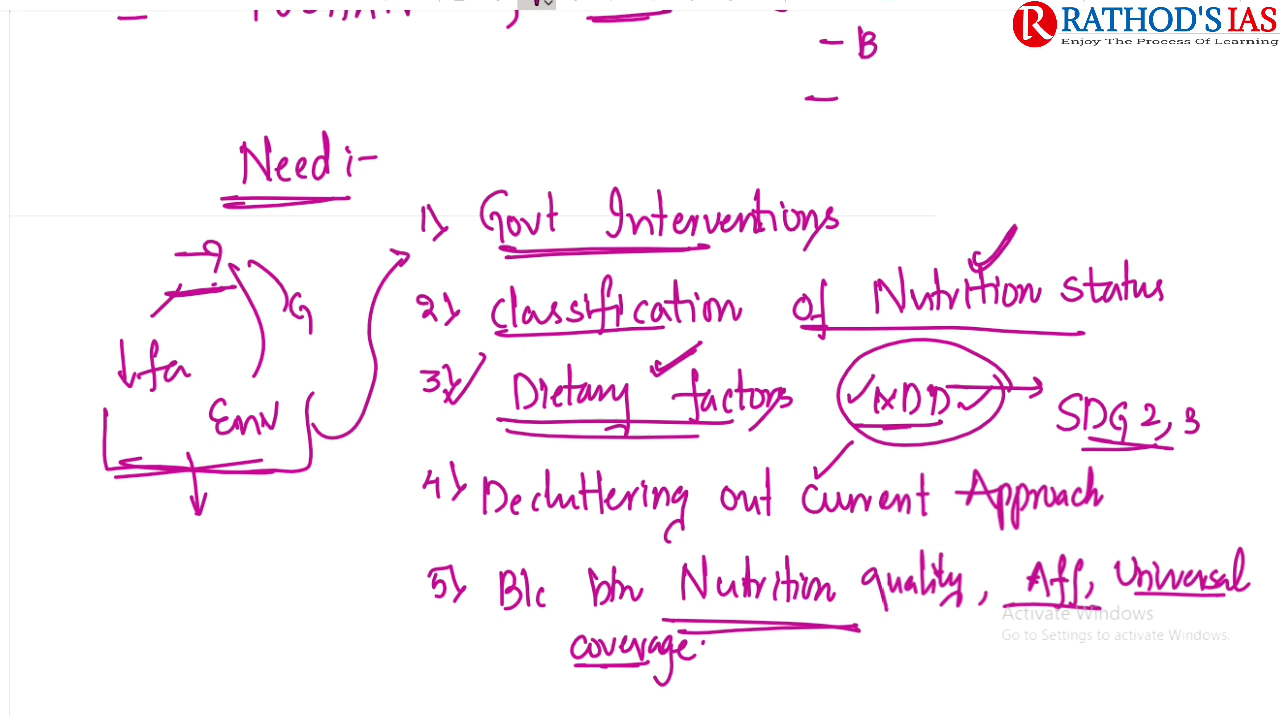 RATHOD'S IAS
Enjoy The Process Of Learning
- B
-
Need :-
1) Govt Interventions
2) Classification of Nutrition status
3) Dietary factors
SDG 2, 3
Env
4) Decluttering out Current Approach
5) Blc btn Nutrition quality, Aff, Universal
coverage.
Activate Windows
Go to Settings to activate Windows.